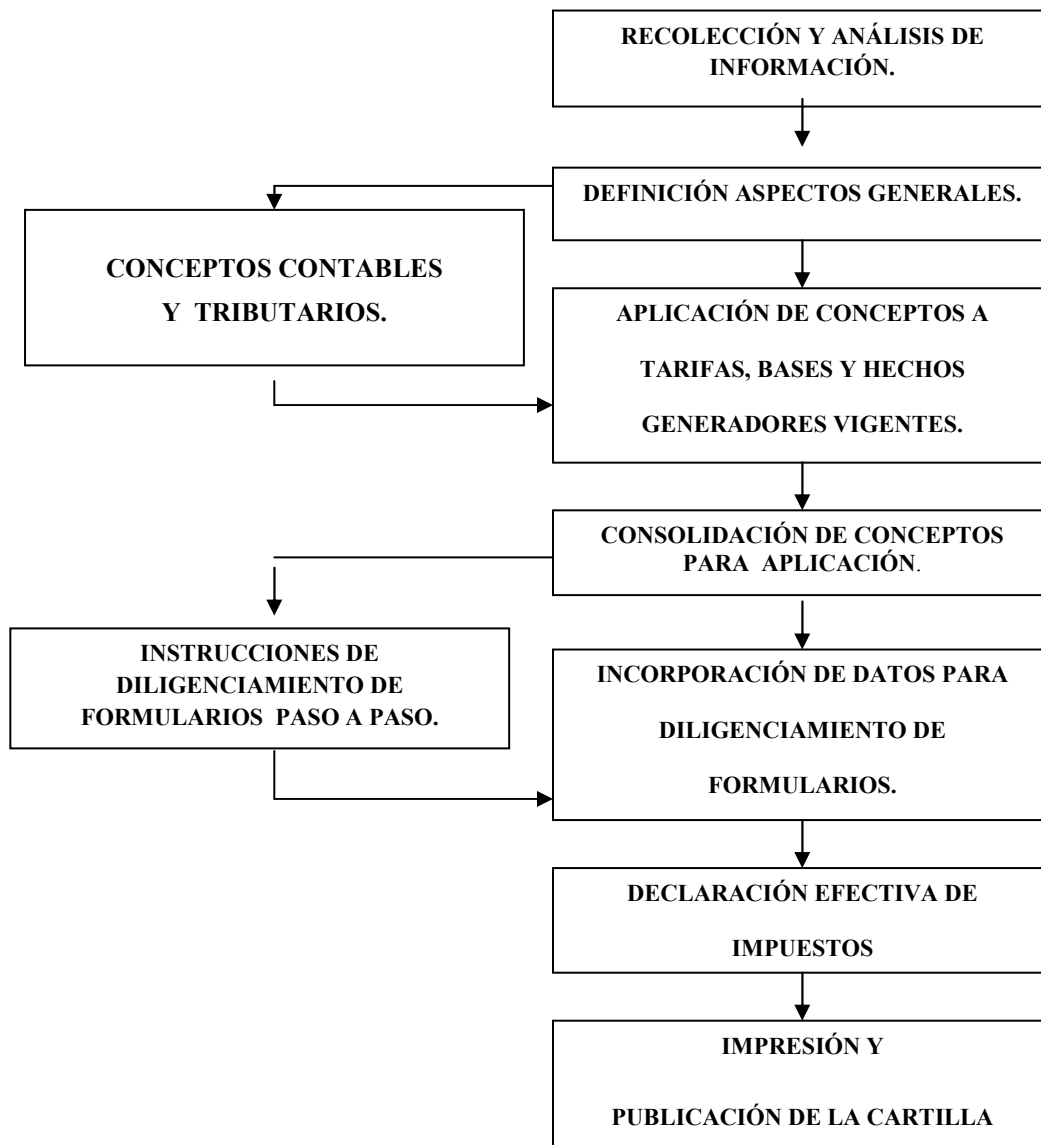 RECOLECCIÓN Y ANÁLISIS DE
INFORMACIÓN.
DEFINICIÓN ASPECTOS GENERALES.
CONCEPTOS CONTABLES
Y TRIBUTARIOS.
APLICACIÓN DE CONCEPTOS A
TARIFAS, BASES Y HECHOS
GENERADORES VIGENTES.
CONSOLIDACIÓN DE CONCEPTOS
PARA APLICACIÓN.
INSTRUCCIONES DE
DILIGENCIAMIENTO DE
FORMULARIOS PASO A PASO.
INCORPORACIÓN DE DATOS PARA
DILIGENCIAMIENTO DE
FORMULARIOS.
DECLARACIÓN EFECTIVA DE
IMPUESTOS
IMPRESIÓN Y
PUBLICACIÓN DE LA CARTILLA